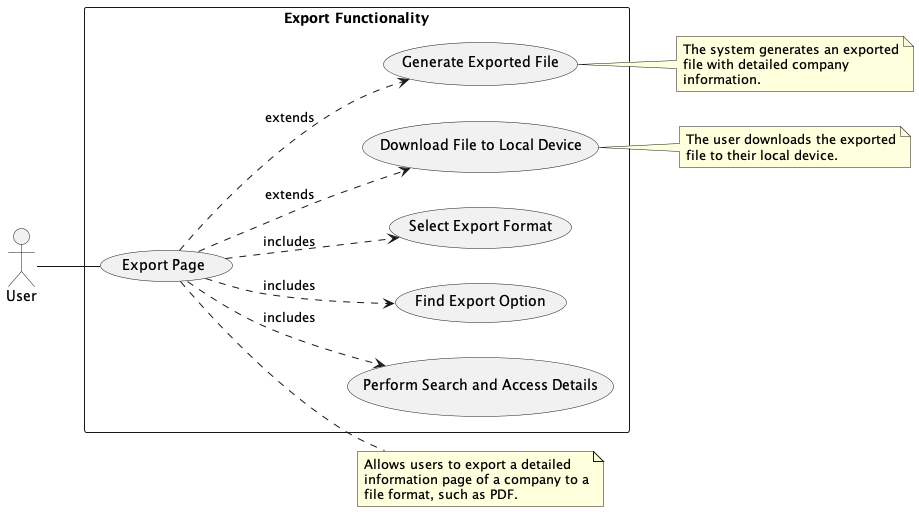 Export Functionality
Generate Exported File
The system generates an exported
file with detailed company
information.
extends
Download File to Local Device
The user downloads the exported
file to their local device.
extends
Select Export Format
includes
Export Page
User
includes
Find Export Option
includes
Perform Search and Access Details
Allows users to export a detailed
information page of a company to a
file format, such as PDF.